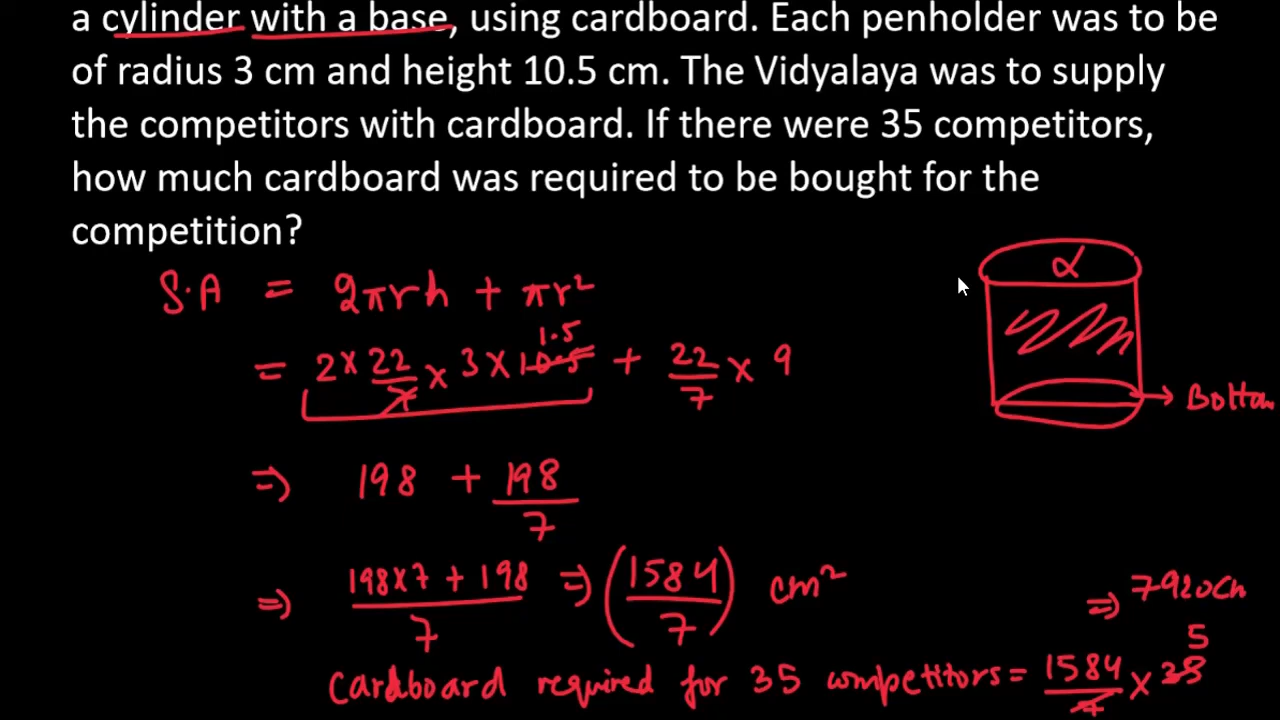 a cylinder with a base, using cardboard. Each penholder was to be
of radius 3 cm and height 10.5 cm. The Vidyalaya was to supply
the competitors with cardboard. If there were 35 competitors,
how much cardboard was required to be bought for the
competition?
S.A = 2πrh + πr²
α
1.5
= 2 × 22/7 × 3 × 10.5 + 22/7 × 9
Bottom
⇒ 198 + 198/7
⇒ (198×7 + 198)/7 ⇒ (1584/7) cm²
⇒ 7920cm
5
cardboard required for 35 competitors = 1584/7 × 35